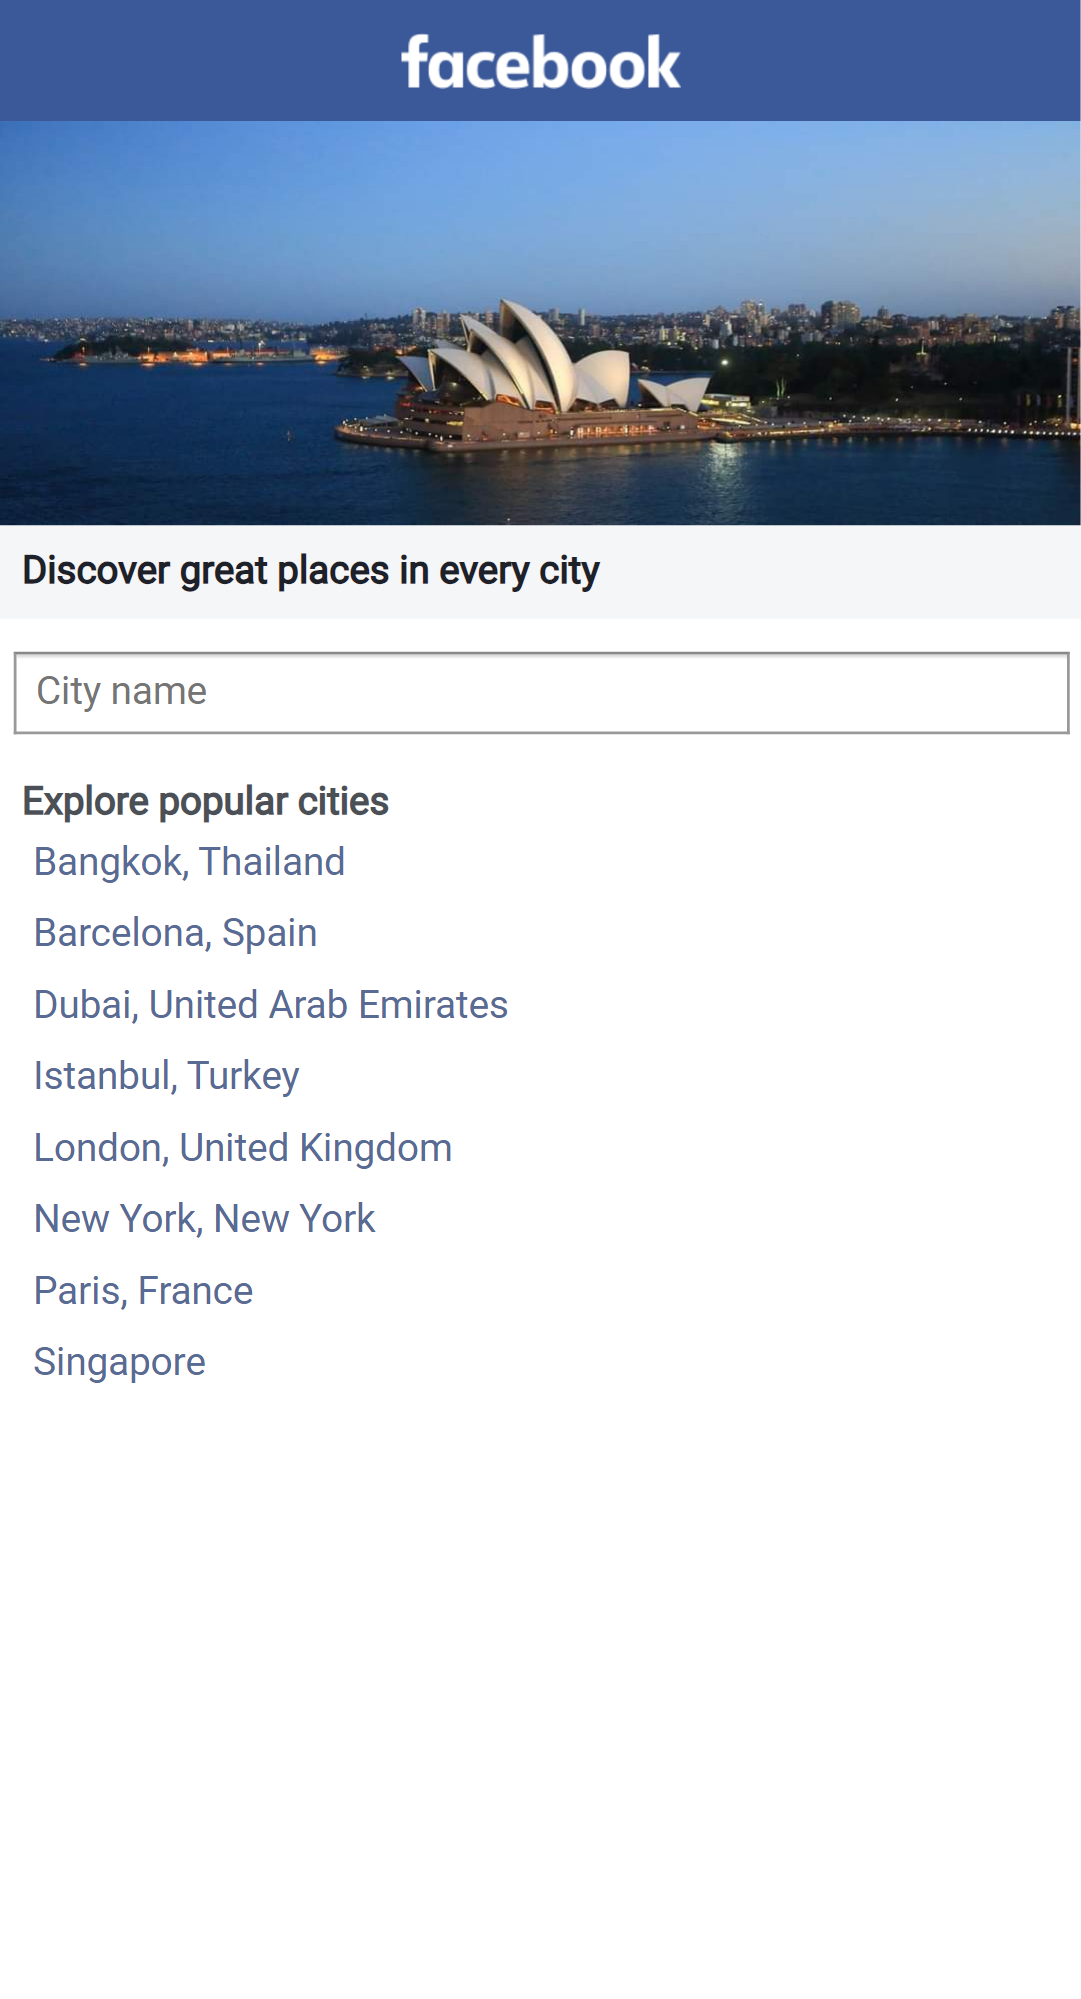 facebook
Discover great places in every city
City name
Explore popular cities
Bangkok, Thailand
Barcelona, Spain
Dubai, United Arab Emirates
Istanbul, Turkey
London, United Kingdom
New York, New York
Paris, France
Singapore